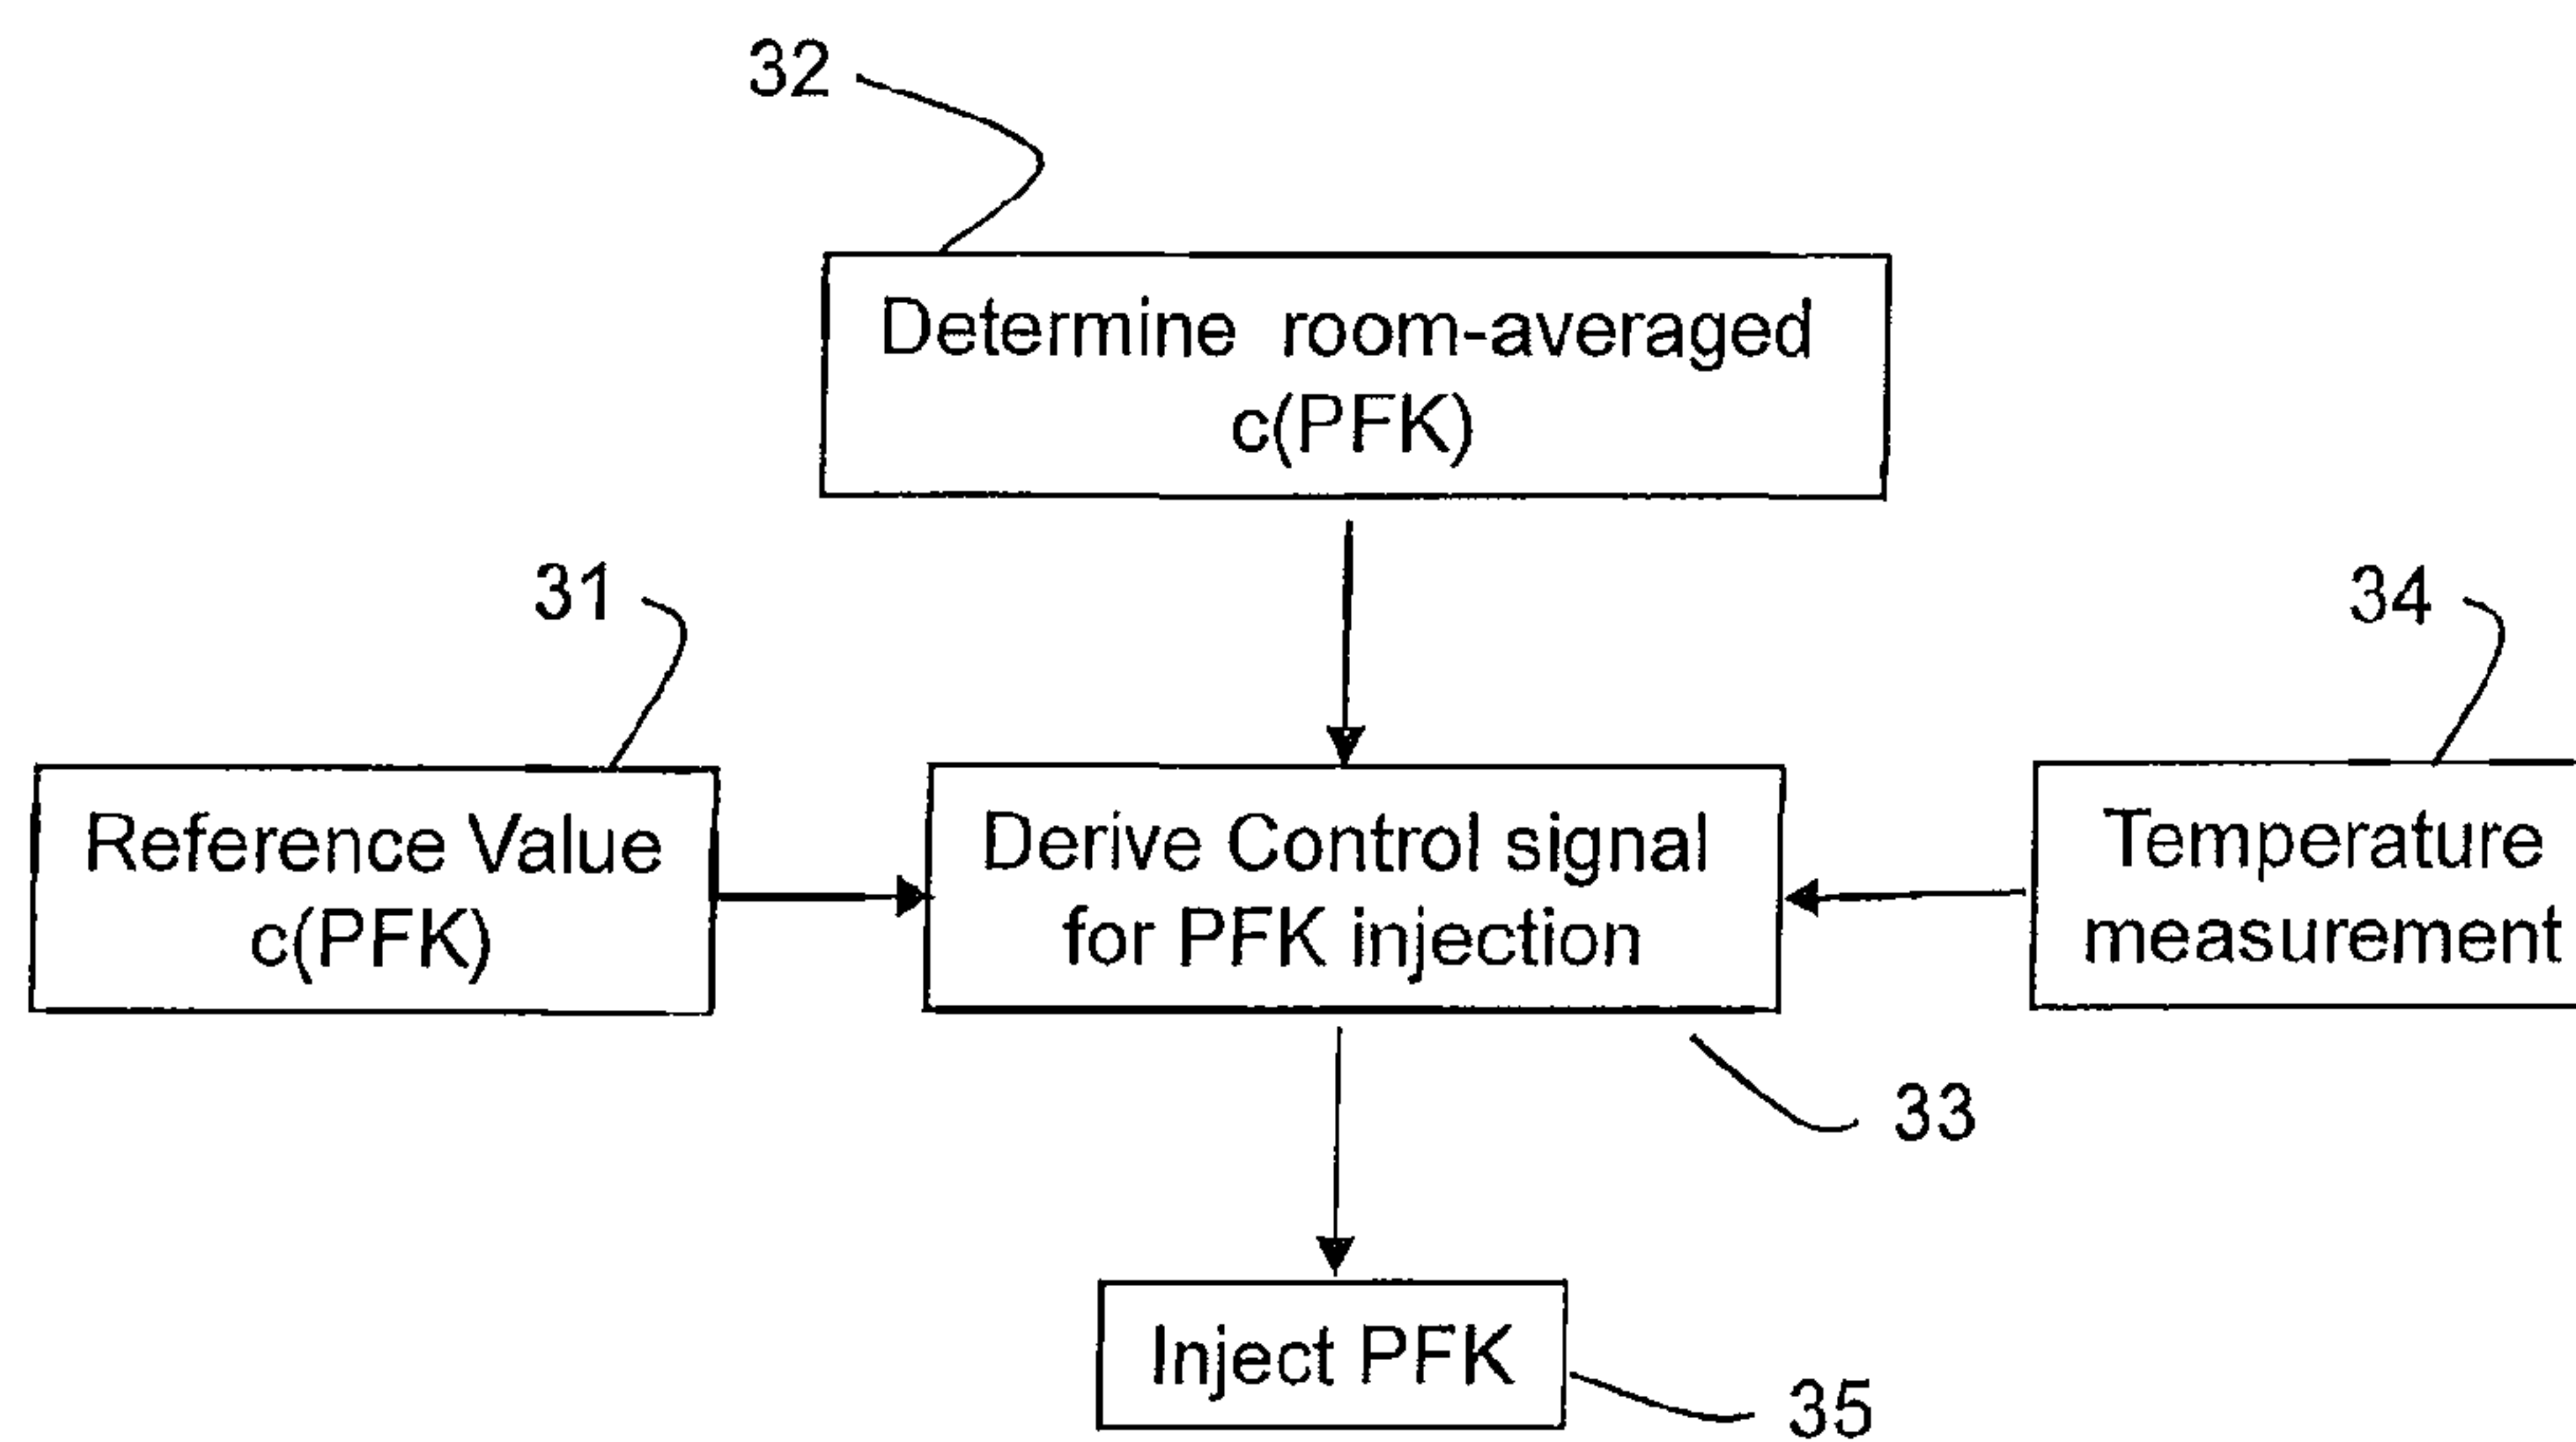 32
Determine room-averaged
c(PFK)
31
34
Reference Value
c(PFK)
Derive Control signal
for PFK injection
Temperature
measurement
33
Inject PFK
35